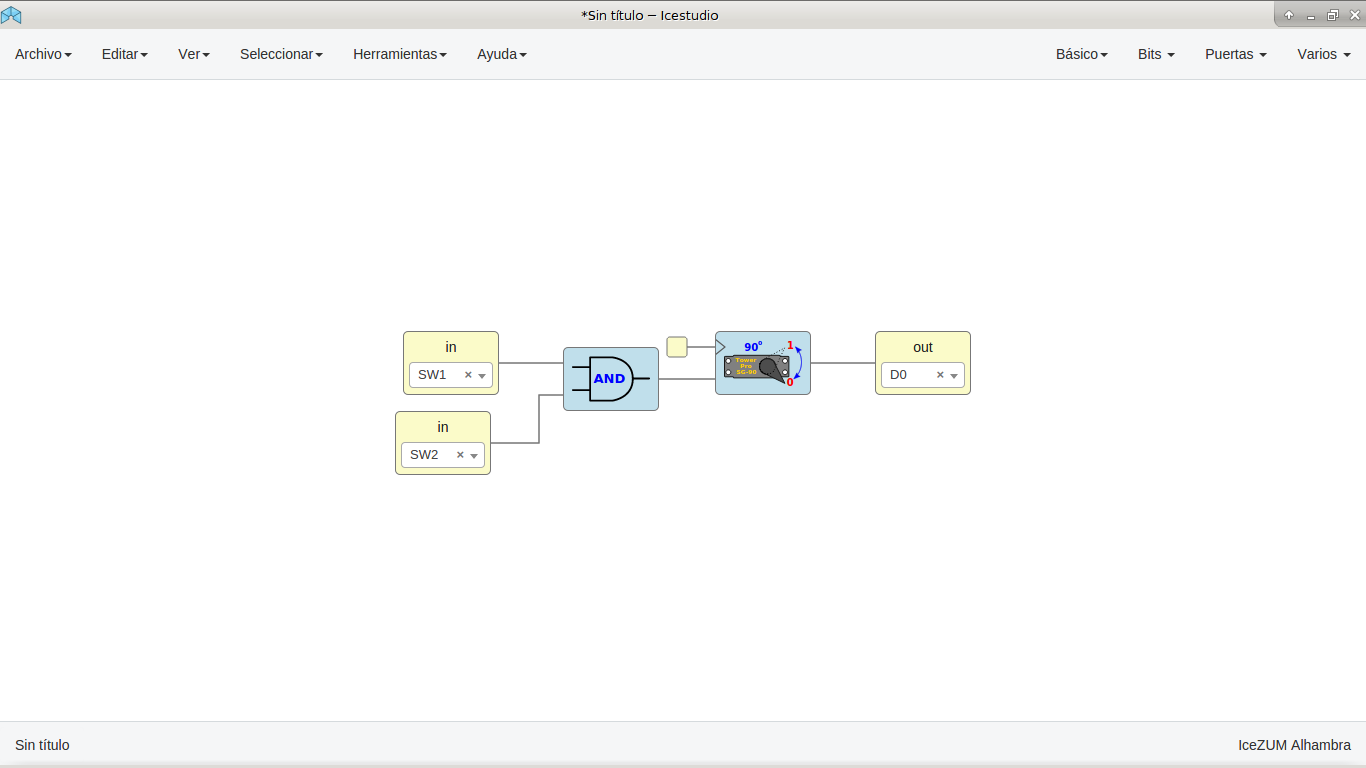 *Sin título – Icestudio
Archivo Editar Ver Seleccionar Herramientas Ayuda Básico Bits Puertas Varios
in
SW1 ×
in
SW2 ×
AND
90º 1
Tower
Pro
SG-90
0
out
D0 ×
Sin título IceZUM Alhambra